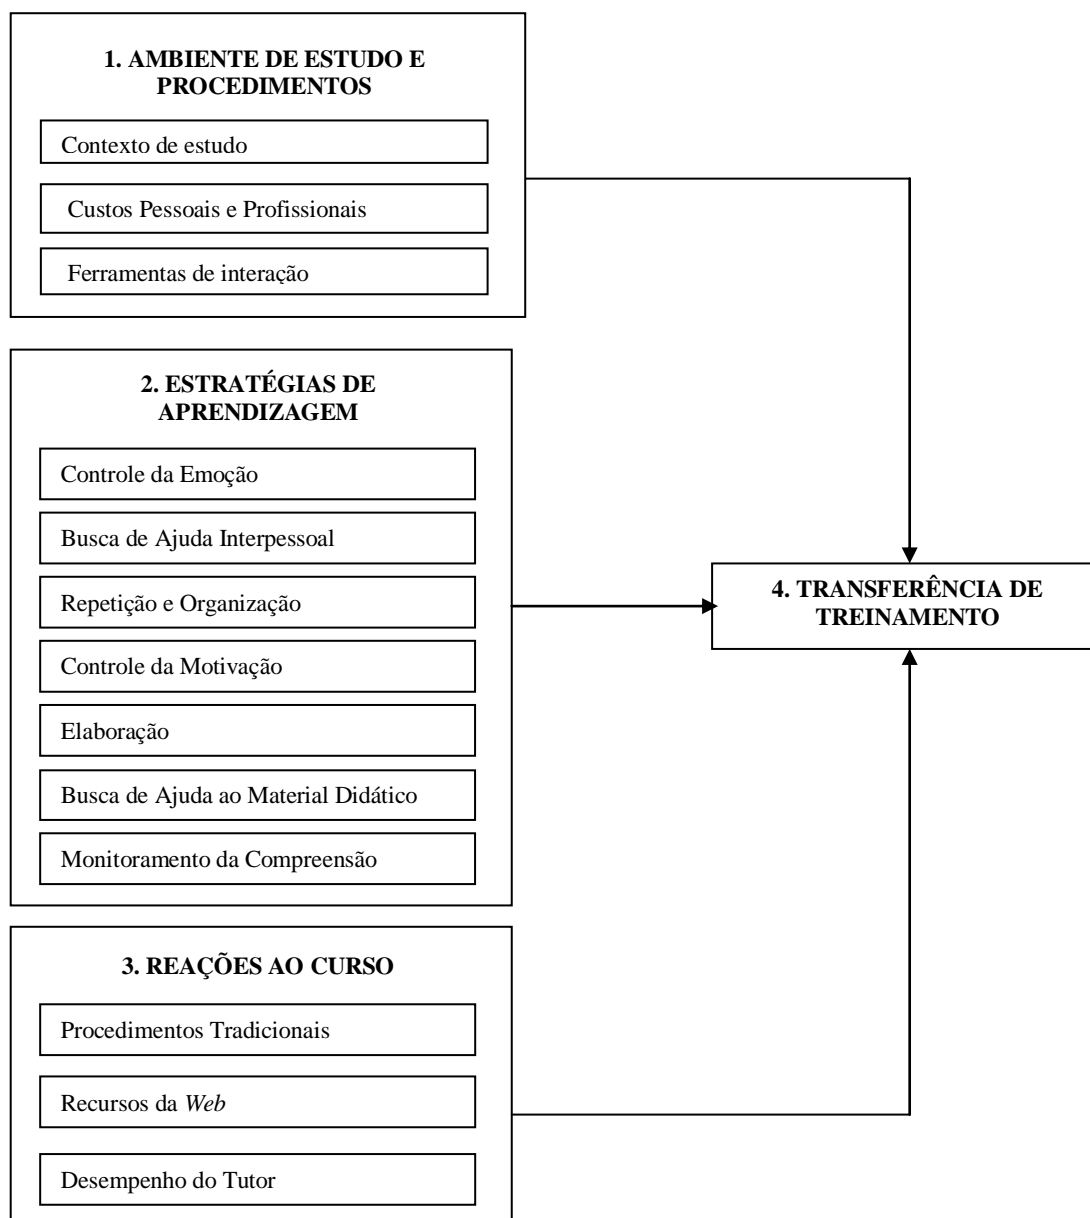 1. AMBIENTE DE ESTUDO E
PROCEDIMENTOS
Contexto de estudo
Custos Pessoais e Profissionais
Ferramentas de interação
2. ESTRATÉGIAS DE
APRENDIZAGEM
Controle da Emoção
Busca de Ajuda Interpessoal
Repetição e Organização
Controle da Motivação
Elaboração
Busca de Ajuda ao Material Didático
Monitoramento da Compreensão
3. REAÇÕES AO CURSO
Procedimentos Tradicionais
Recursos da Web
Desempenho do Tutor
4. TRANSFERÊNCIA DE
TREINAMENTO